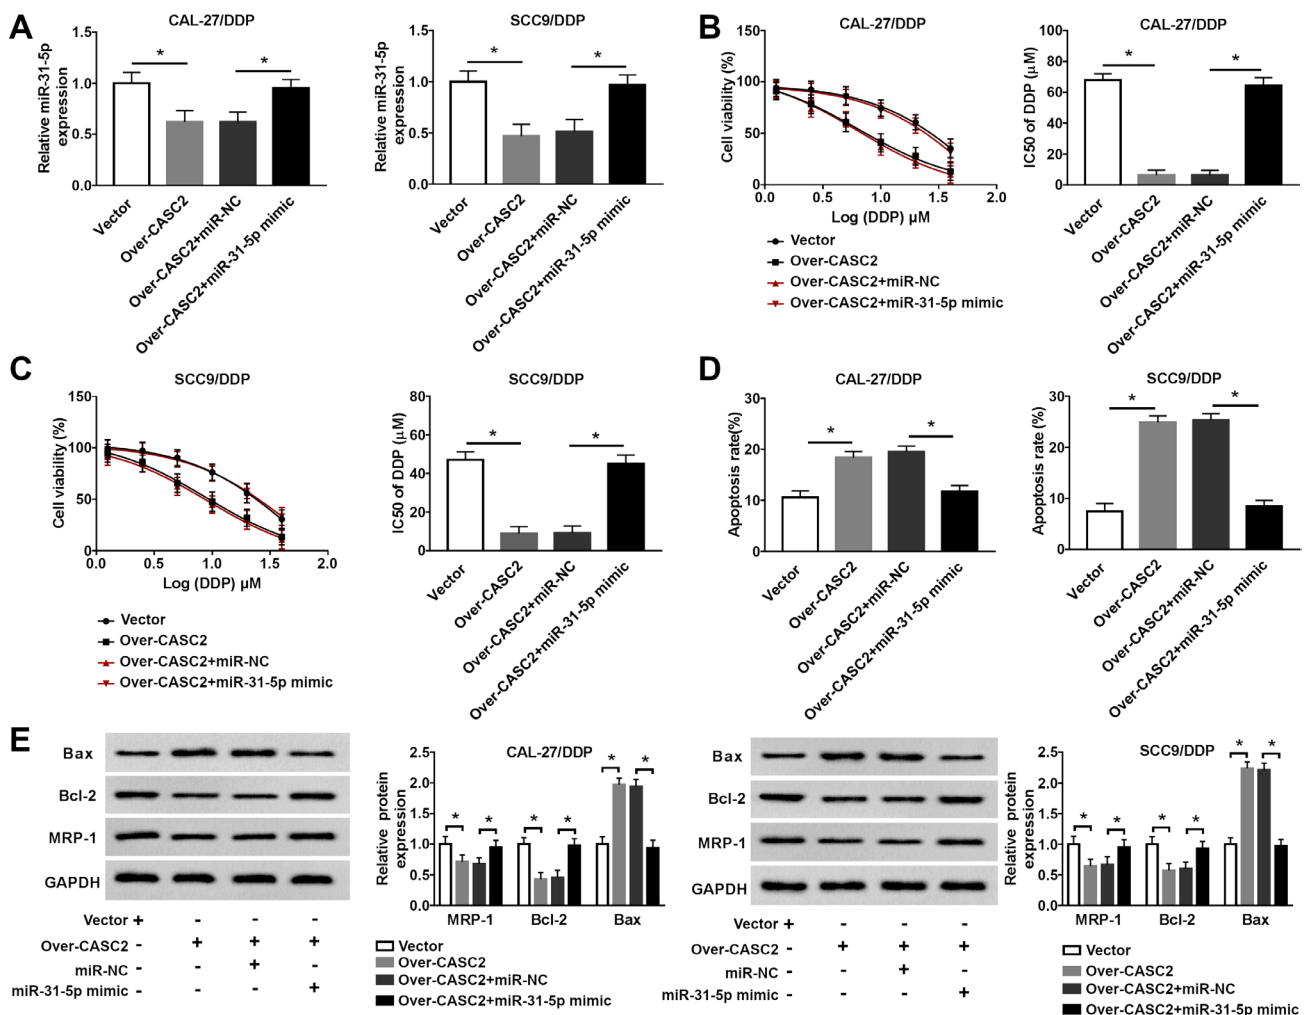 A
CAL-27/DDP
Relative miR-31-5p
expression
1.5
1.0
0.5
0.0
*
*
Vector
Over-CASC2
Over-CASC2+miR-NC
Over-CASC2+miR-31-5p mimic
SCC9/DDP
Relative miR-31-5p
expression
1.5
1.0
0.5
0.0
*
*
Vector
Over-CASC2
Over-CASC2+miR-NC
Over-CASC2+miR-31-5p mimic
B
CAL-27/DDP
Cell viability (%)
150
100
50
0
0.0 0.5 1.0 1.5 2.0
Log (DDP) μM
Vector
Over-CASC2
Over-CASC2+miR-NC
Over-CASC2+miR-31-5p mimic
CAL-27/DDP
IC50 of DDP (μM)
100
80
60
40
20
0
*
*
Vector
Over-CASC2
Over-CASC2+miR-NC
Over-CASC2+miR-31-5p mimic
C
SCC9/DDP
Cell viability (%)
150
100
50
0
0.0 0.5 1.0 1.5 2.0
Log (DDP) μM
Vector
Over-CASC2
Over-CASC2+miR-NC
Over-CASC2+miR-31-5p mimic
SCC9/DDP
IC50 of DDP (μM)
80
60
40
20
0
*
*
Vector
Over-CASC2
Over-CASC2+miR-NC
Over-CASC2+miR-31-5p mimic
D
CAL-27/DDP
Apoptosis rate(%)
30
20
10
0
*
*
Vector
Over-CASC2
Over-CASC2+miR-NC
Over-CASC2+miR-31-5p mimic
SCC9/DDP
Apoptosis rate (%)
30
20
10
0
*
*
Vector
Over-CASC2
Over-CASC2+miR-NC
Over-CASC2+miR-31-5p mimic
E
Bax
Bcl-2
MRP-1
GAPDH
Vector + - - -
Over-CASC2 - + + +
miR-NC - - + -
miR-31-5p mimic - - - +
CAL-27/DDP
Relative protein
expression
2.5
2.0
1.5
1.0
0.5
0.0
* * * * * *
MRP-1 Bcl-2 Bax
Vector
Over-CASC2
Over-CASC2+miR-NC
Over-CASC2+miR-31-5p mimic
Bax
Bcl-2
MRP-1
GAPDH
Vector + - - -
Over-CASC2 - + + +
miR-NC - - + -
miR-31-5p mimic - - - +
SCC9/DDP
Relative protein
expression
2.5
2.0
1.5
1.0
0.5
0.0
* * * * * *
MRP-1 Bcl-2 Bax
Vector
Over-CASC2
Over-CASC2+miR-NC
Over-CASC2+miR-31-5p mimic